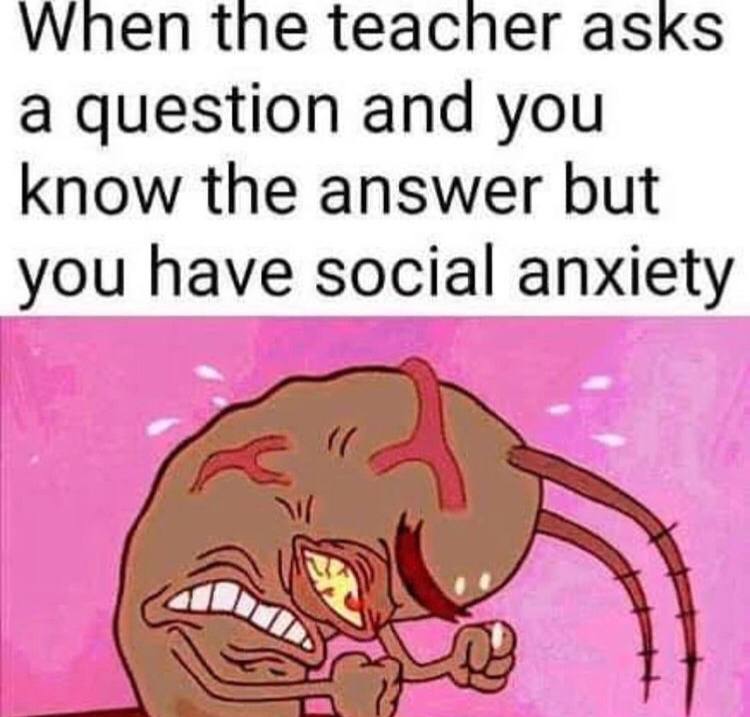 When the teacher asks
a question and you
know the answer but
you have social anxiety